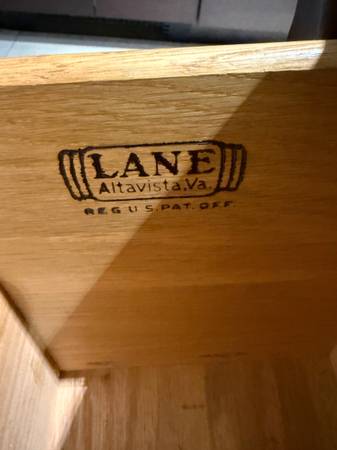 LANE
Altavista,Va.
REG U S.PAT. OFF.